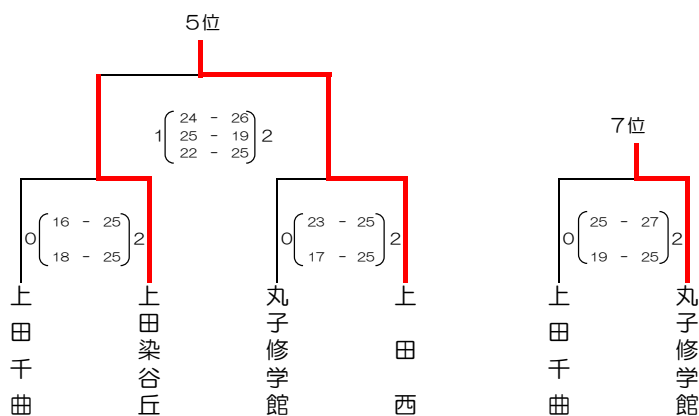 5位
24 - 26
1 25 - 19 2
22 - 25
7位
16 - 25
0 2
18 - 25
23 - 25
0 2
17 - 25
25 - 27
0 2
19 - 25
上田千曲
上田染谷丘
丸子修学館
上田西
上田千曲
丸子修学館